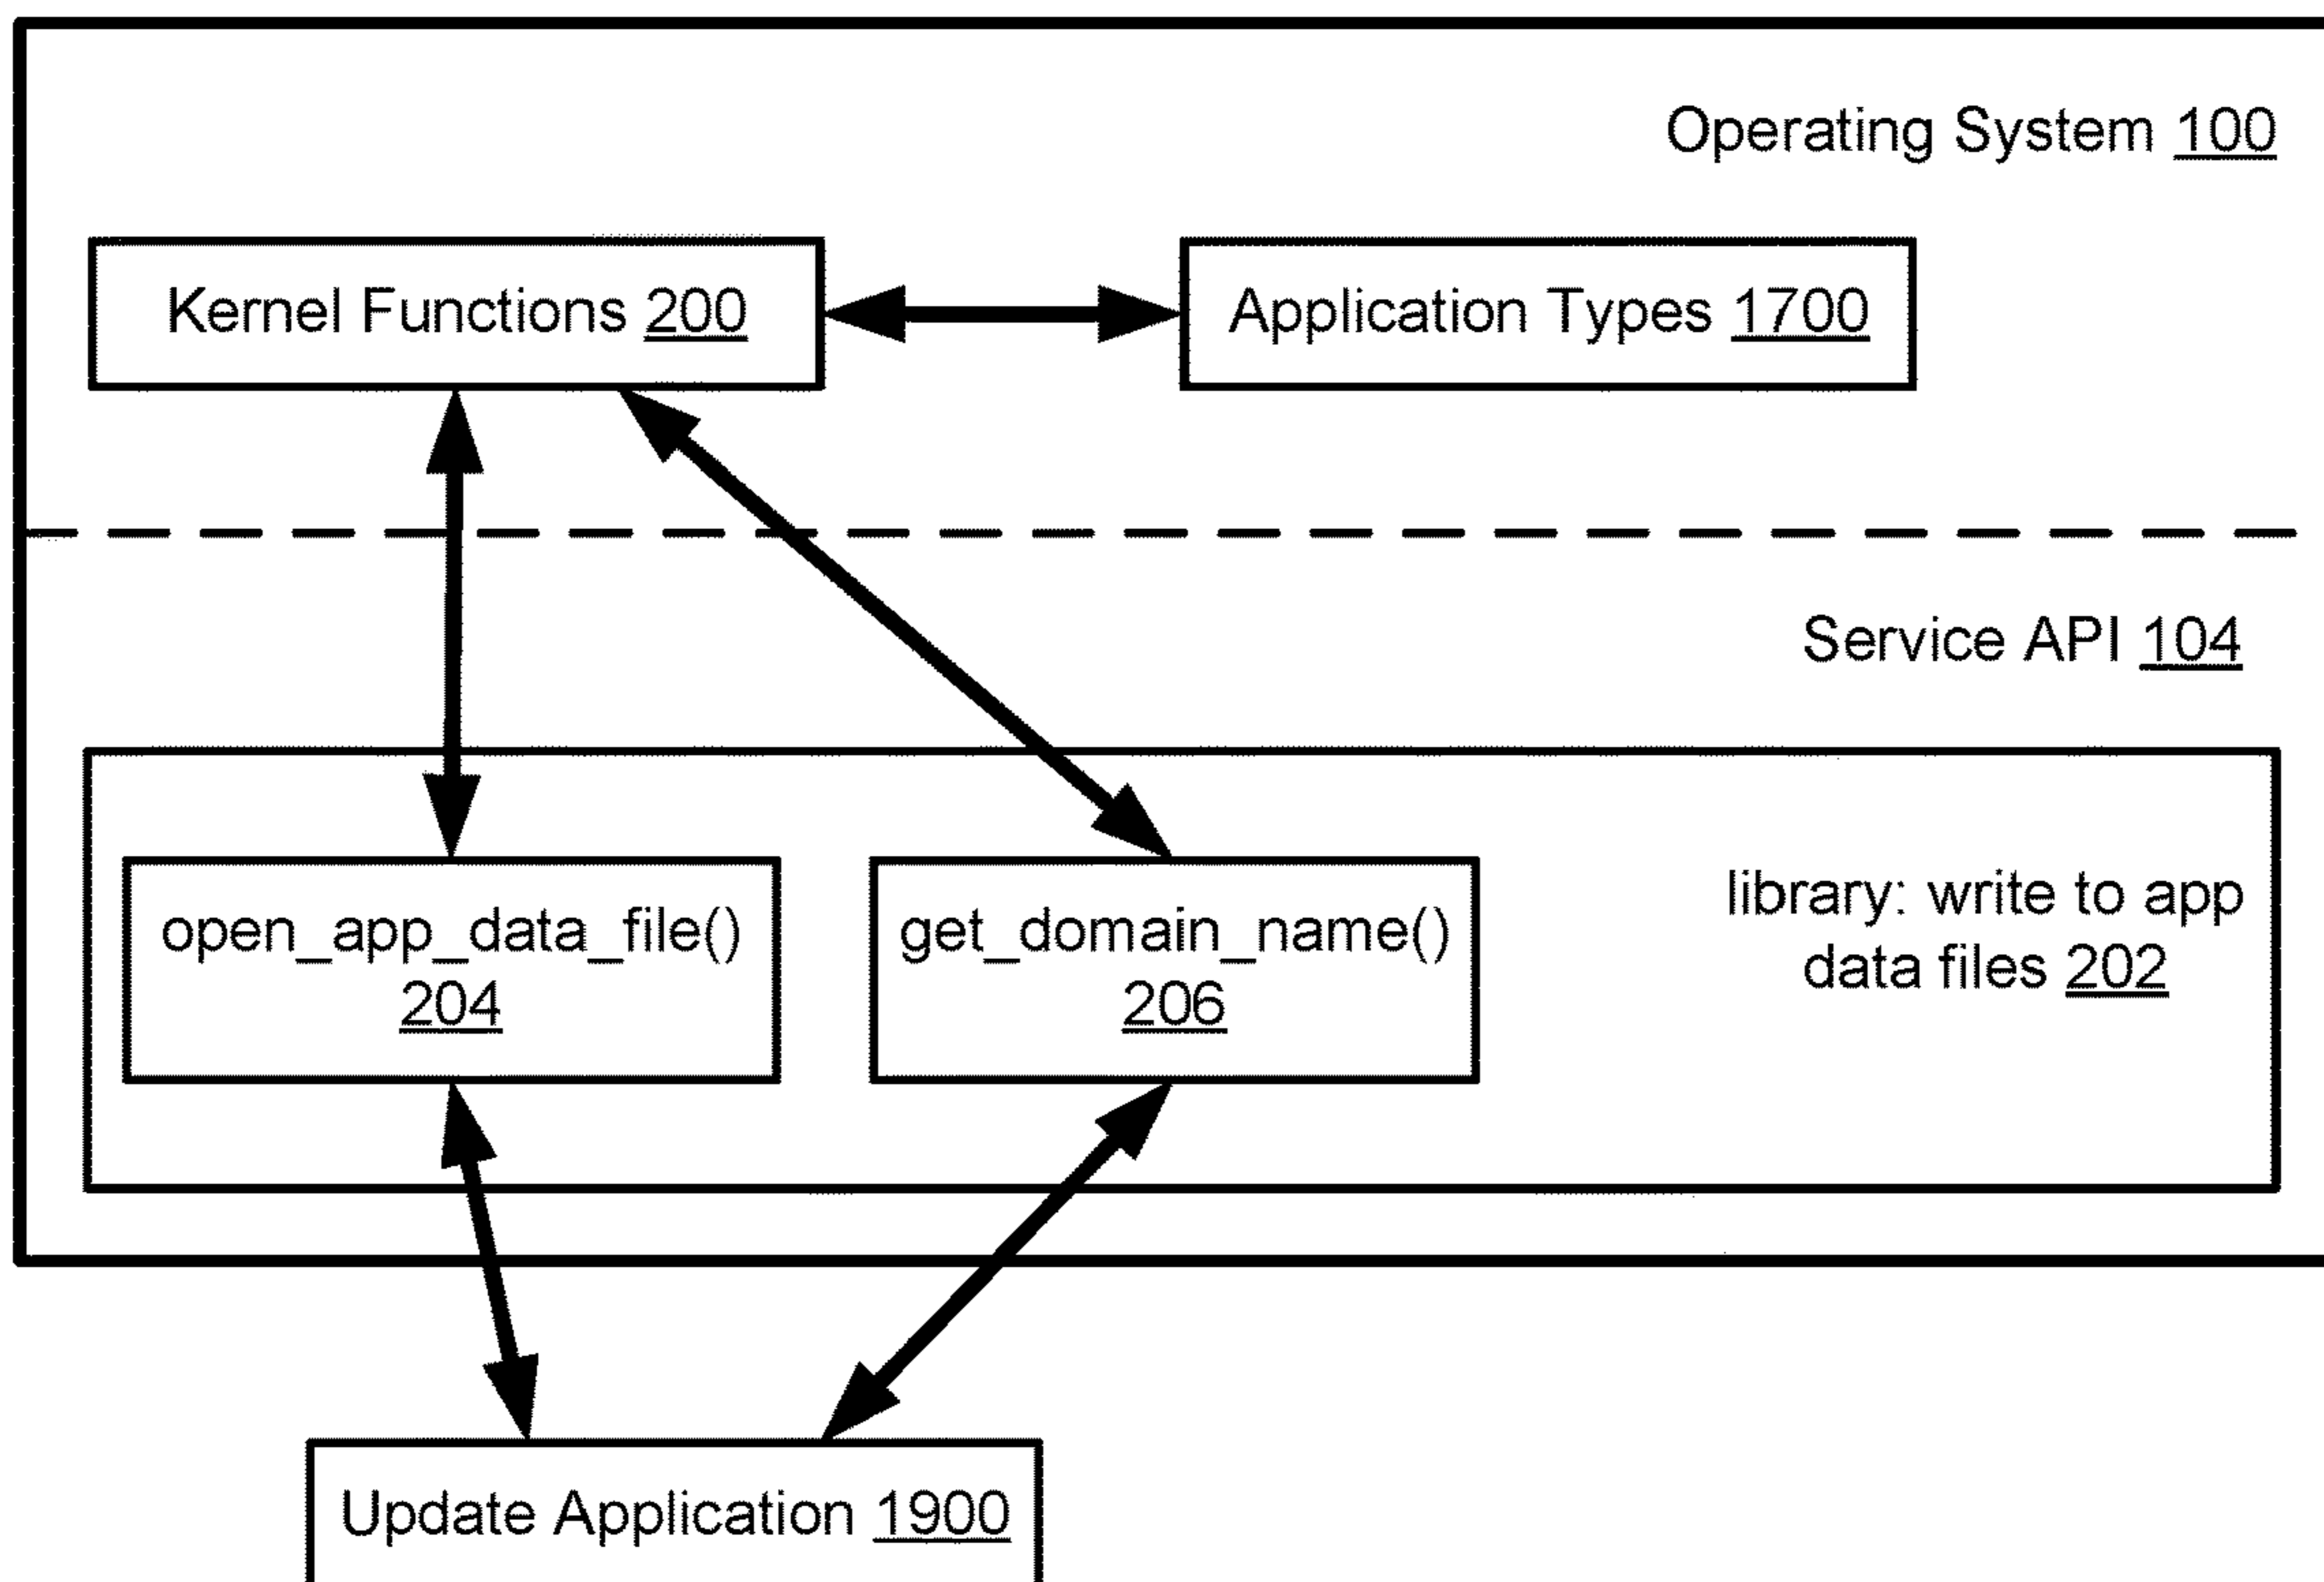 Operating System 100
Kernel Functions 200
Application Types 1700
Service API 104
open_app_data_file()
204
get_domain_name()
206
library: write to app
data files 202
Update Application 1900